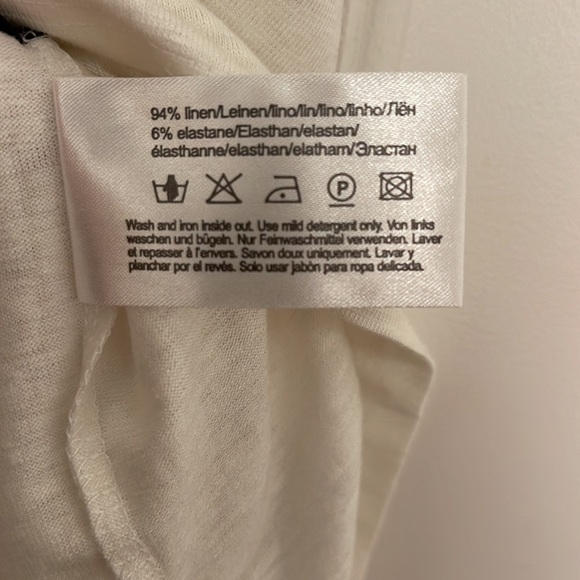 94% linen/Leinen/lino/lin/lino/linho/Лён
6% elastane/Elasthan/elastan/
élasthanne/elasthan/elatham/Эластан
P
Wash and iron inside out. Use mild detergent only. Von links
waschen und bügeln. Nur Feinwaschmittel verwenden. Laver
et repasser à l'envers. Savon doux uniquement. Lavar y
planchar por el revés. Solo usar jabón para ropa delicada.